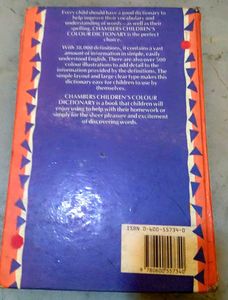 Every child should have a good dictionary to
help improve their vocabulary and
understanding of words – as well as their
spelling. CHAMBERS CHILDREN'S
COLOUR DICTIONARY is the perfect
choice.
With 38,000 definitions, it contains a vast
amount of information in simple, easily
understood English. There are also over 500
colour illustrations to add detail to the
information provided by the definitions. The
simple layout and large clear type makes this
dictionary easy for children to use by
themselves.
CHAMBERS CHILDREN'S COLOUR
DICTIONARY is a book that children will
enjoy using to help with their homework or
simply for the sheer pleasure and excitement
of discovering words.
ISBN 0-600-55734-0
9 780600 557340